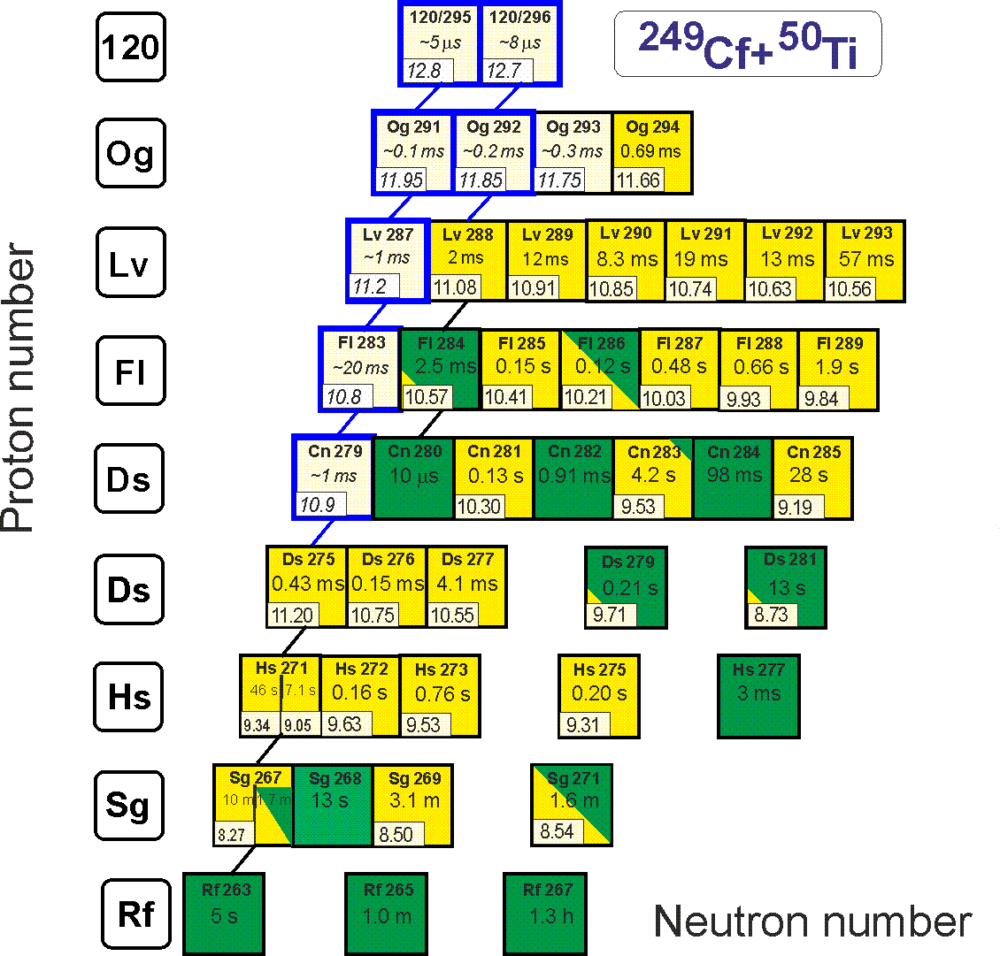 120
120/295 120/296
~5 μs ~8 μs
12.8 12.7
²⁴⁹Cf+⁵⁰Ti
Og
Og 291 Og 292 Og 293 Og 294
~0.1 ms ~0.2 ms ~0.3 ms 0.69 ms
11.95 11.85 11.75 11.66
Lv
Lv 287 Lv 288 Lv 289 Lv 290 Lv 291 Lv 292 Lv 293
~1 ms 2 ms 12 ms 8.3 ms 19 ms 13 ms 57 ms
11.2 11.08 10.91 10.85 10.74 10.63 10.56
Proton number
Fl
Fl 283 Fl 284 Fl 285 Fl 286 Fl 287 Fl 288 Fl 289
~20 ms 2.5 ms 0.15 s 0.12 s 0.48 s 0.66 s 1.9 s
10.8 10.57 10.41 10.21 10.03 9.93 9.84
Ds
Cn 279 Cn 280 Cn 281 Cn 282 Cn 283 Cn 284 Cn 285
~1 ms 10 μs 0.13 s 0.91 ms 4.2 s 98 ms 28 s
10.9 10.30 9.53 9.19
Ds
Ds 275 Ds 276 Ds 277 Ds 279 Ds 281
0.43 ms 0.15 ms 4.1 ms 0.21 s 13 s
11.20 10.75 10.55 9.71 8.73
Hs
Hs 271 Hs 272 Hs 273 Hs 275 Hs 277
46 s 7.1 s 0.16 s 0.76 s 0.20 s 3 ms
9.34 9.05 9.63 9.53 9.31
Sg
Sg 267 Sg 268 Sg 269 Sg 271
10 m 1.7 m 13 s 3.1 m 1.6 m
8.27 8.50 8.54
Rf
Rf 263 Rf 265 Rf 267
5 s 1.0 m 1.3 h
Neutron number